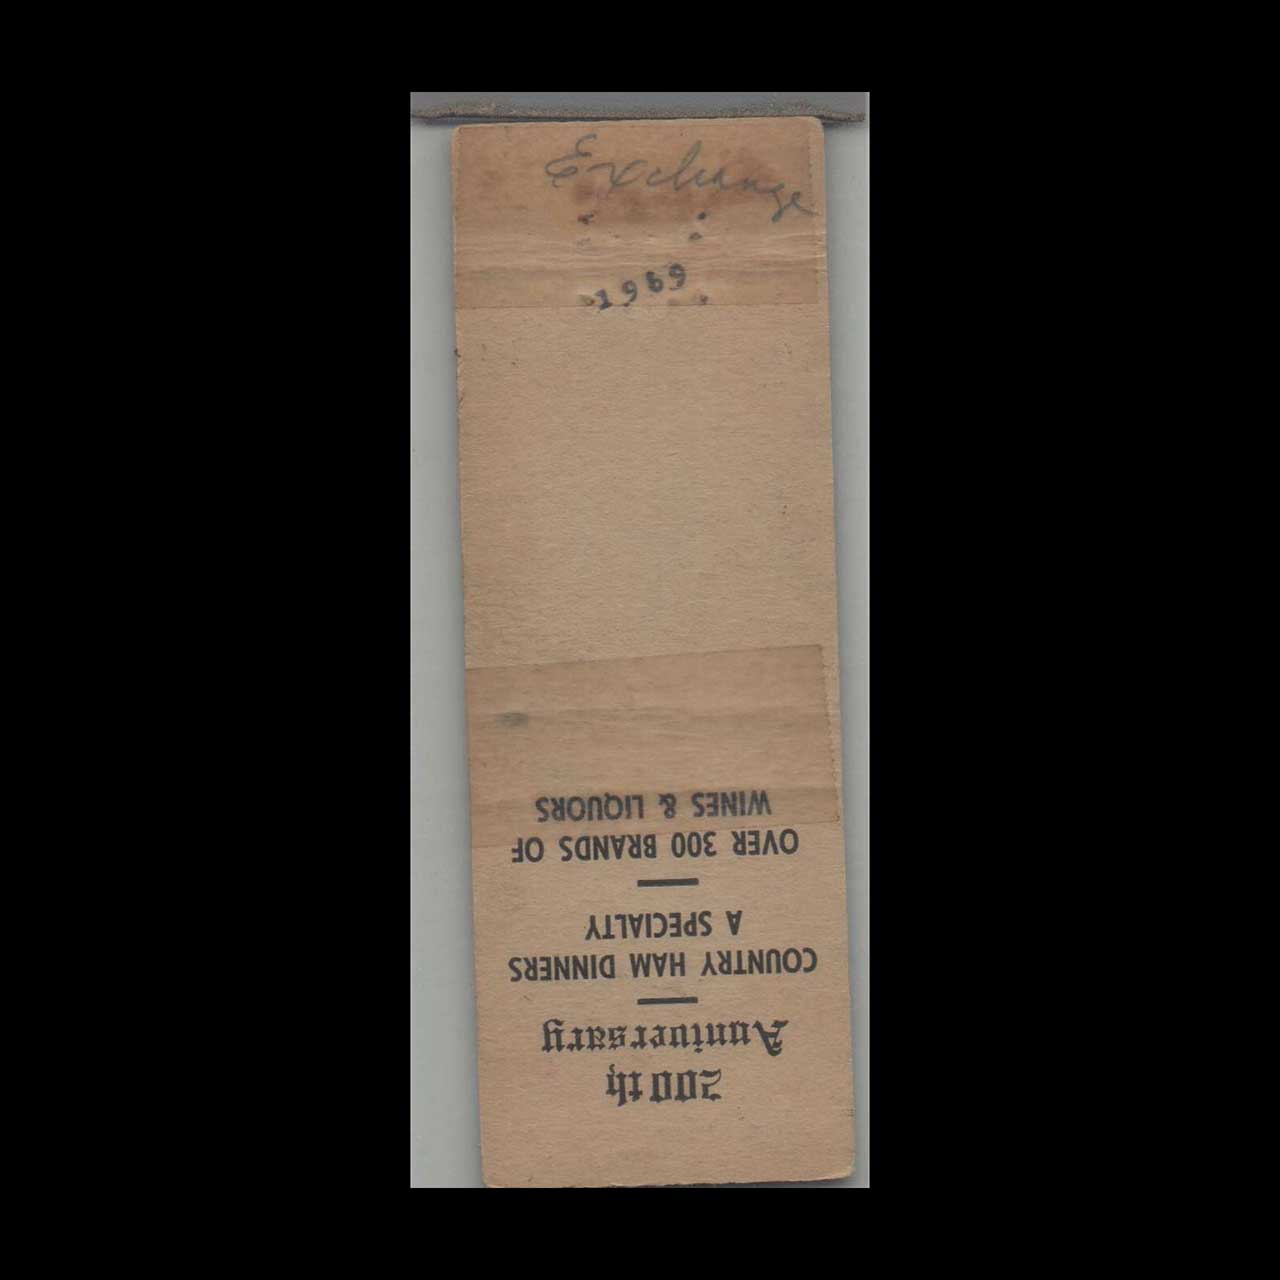 Exchange
1969
200th
Anniversary
COUNTRY HAM DINNERS
A SPECIALTY
OVER 300 BRANDS OF
WINES & LIQUORS